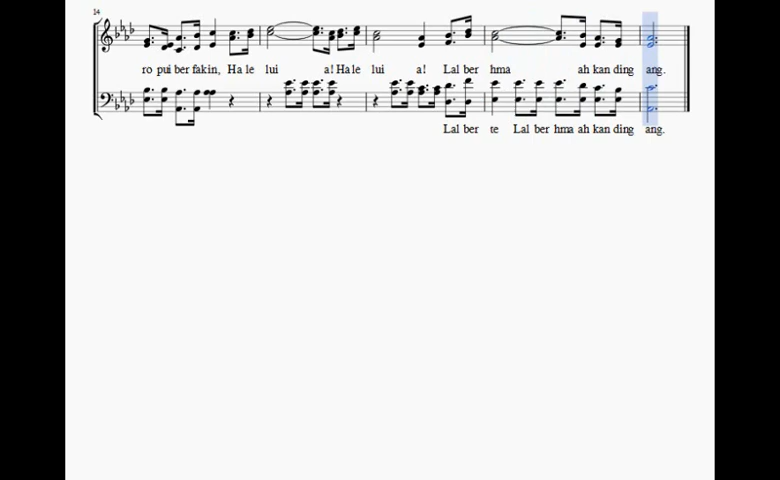 14
ro pui ber fakin, Ha le lui a! Ha le lui a! Lal ber hma ah kan ding ang.
Lal ber te Lal ber hma ah kan ding ang.